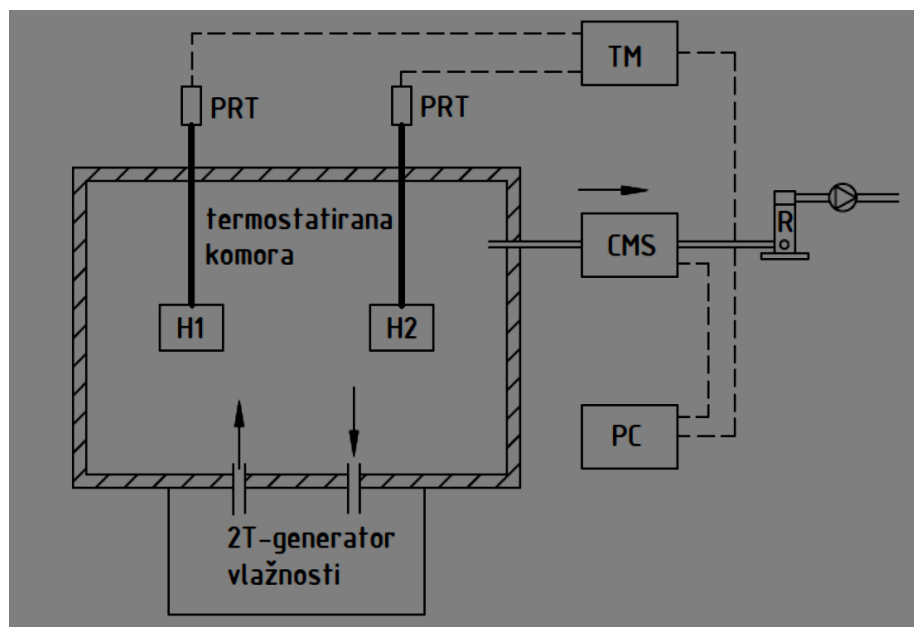 TM
PRT
PRT
termostatirana
komora
CMS
R
H1
H2
PC
2T-generator
vlažnosti